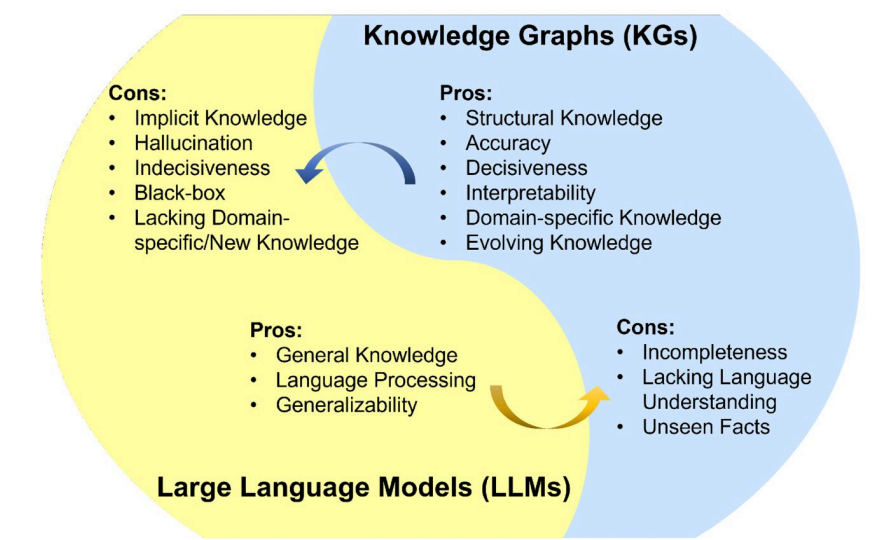 Knowledge Graphs (KGs)
Cons:
• Implicit Knowledge
• Hallucination
• Indecisiveness
• Black-box
• Lacking Domain-
specific/New Knowledge
Pros:
• Structural Knowledge
• Accuracy
• Decisiveness
• Interpretability
• Domain-specific Knowledge
• Evolving Knowledge
Pros:
• General Knowledge
• Language Processing
• Generalizability
Cons:
• Incompleteness
• Lacking Language
Understanding
• Unseen Facts
Large Language Models (LLMs)